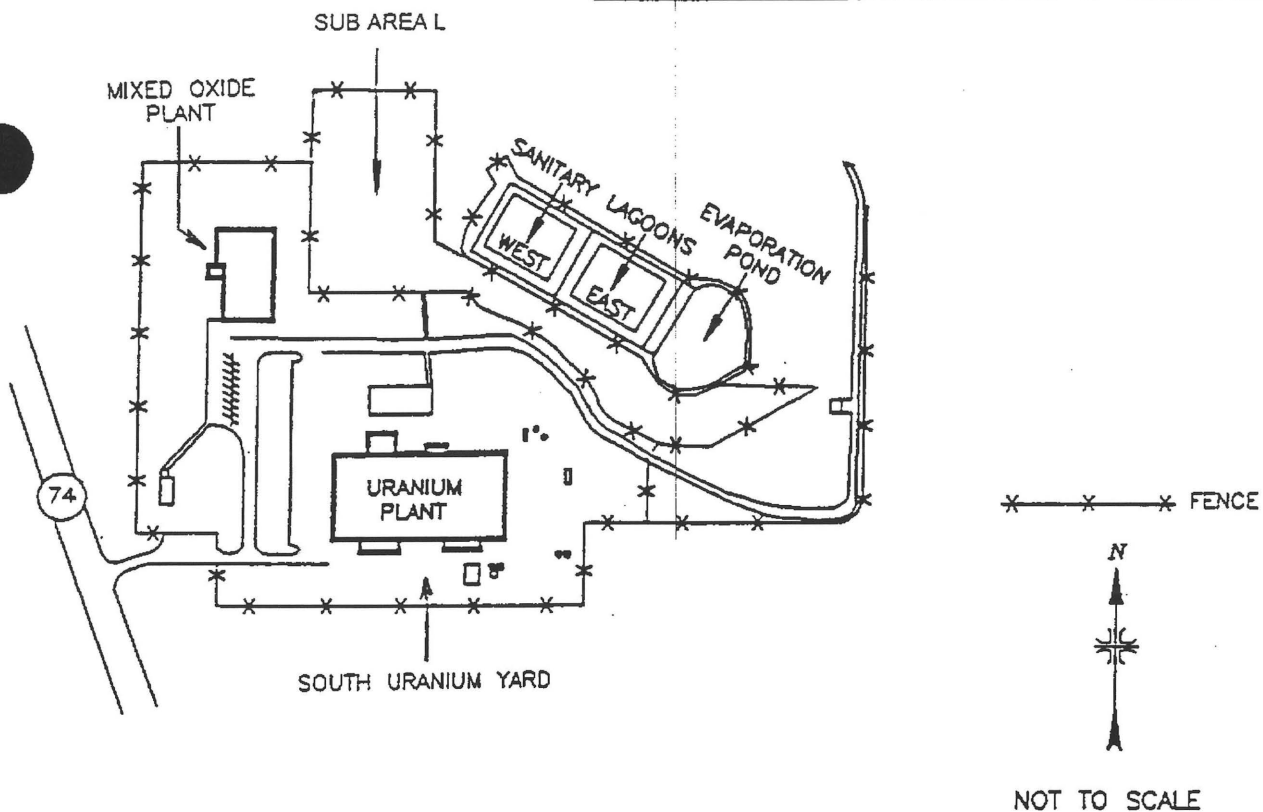 SUB AREA L
MIXED OXIDE
PLANT
SANITARY LAGOONS
WEST
EAST
EVAPORATION
POND
74
URANIUM
PLANT
SOUTH URANIUM YARD
FENCE
N
NOT TO SCALE